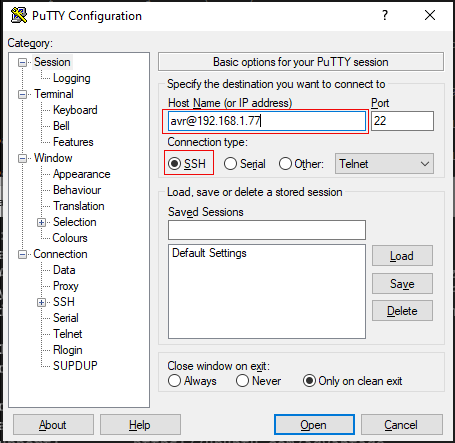 PuTTY Configuration
Category:
Session
Logging
Terminal
Keyboard
Bell
Features
Window
Appearance
Behaviour
Translation
Selection
Colours
Connection
Data
Proxy
SSH
Serial
Telnet
Rlogin
SUPDUP
Basic options for your PuTTY session
Specify the destination you want to connect to
Host Name (or IP address) Port
avr@192.168.1.77 22
Connection type:
SSH Serial Other: Telnet
Load, save or delete a stored session
Saved Sessions
Default Settings
Load
Save
Delete
Close window on exit:
Always Never Only on clean exit
About Help Open Cancel